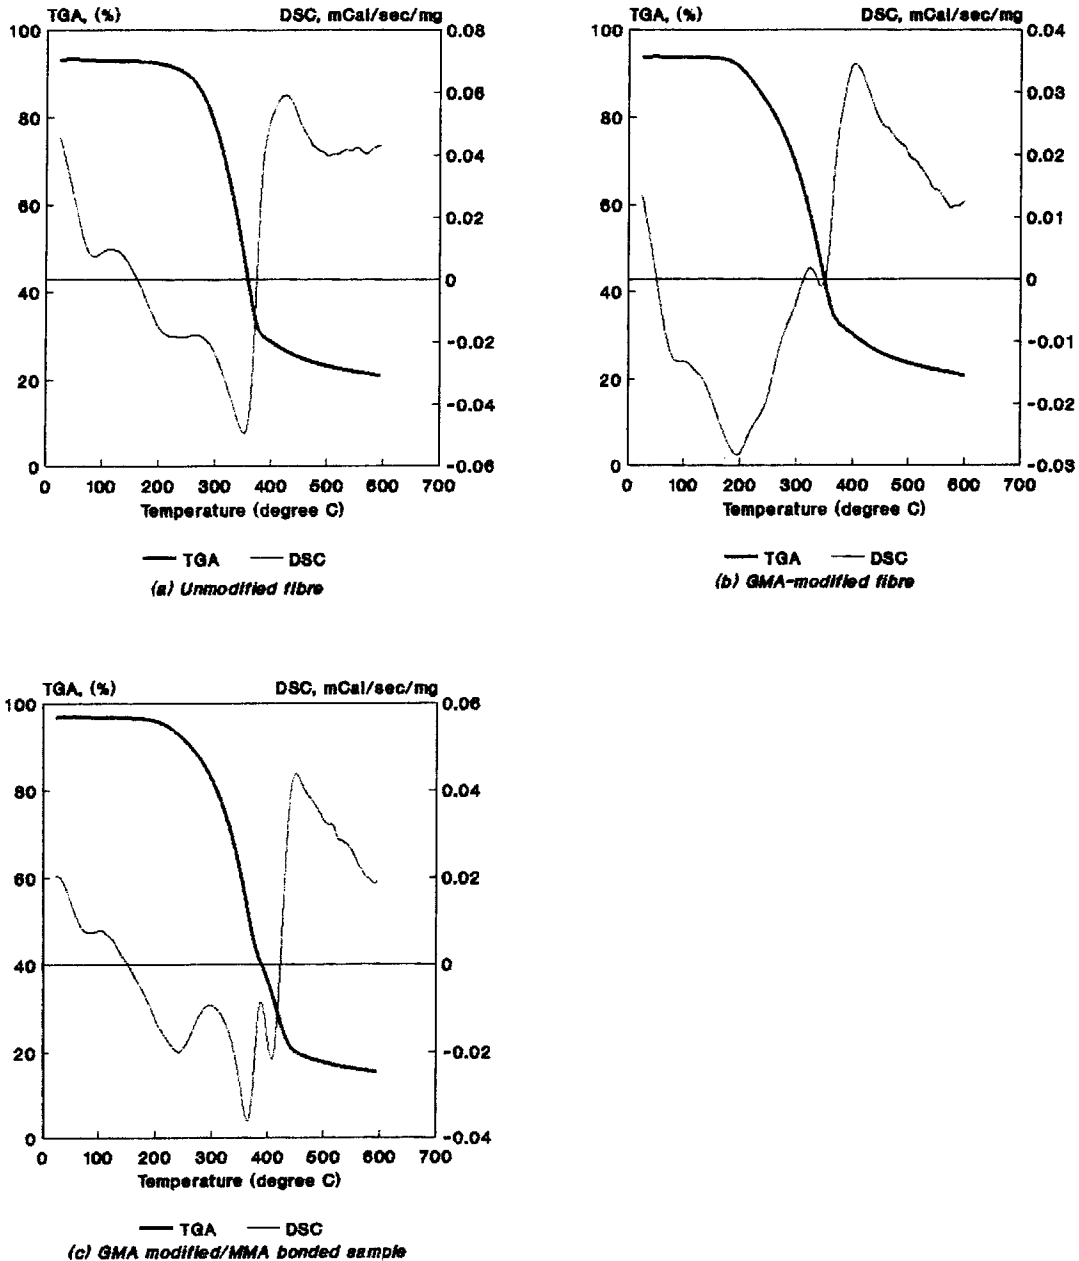 TGA, (%) DSC, mCal/sec/mg
100 0.08
0.06
80
0.04
60
0.02
0
40
-0.02
20
-0.04
0 -0.06
0 100 200 300 400 500 600 700
Temperature (degree C)
TGA DSC
(a) Unmodified fibre
TGA, (%) DSC, mCal/sec/mg
100 0.04
0.03
80
0.02
60
0.01
0
40
-0.01
20
-0.02
0 -0.03
0 100 200 300 400 500 600 700
Temperature (degree C)
TGA DSC
(b) GMA-modified fibre
TGA, (%) DSC, mCal/sec/mg
100 0.06
80 0.04
60 0.02
40 0
20 -0.02
0 -0.04
0 100 200 300 400 500 600 700
Temperature (degree C)
TGA DSC
(c) GMA modified/MMA bonded sample